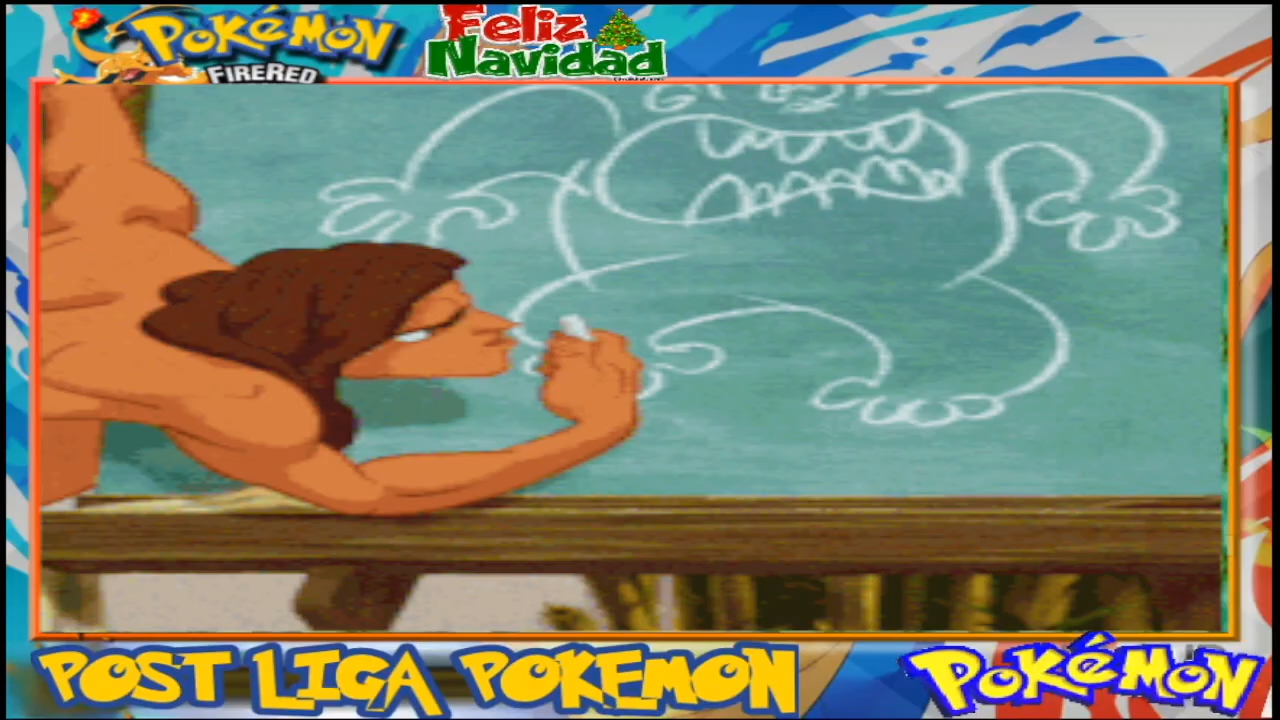 POKéMON
FIRERED
Feliz
Navidad
POST LIGA POKEMON
POKéMON